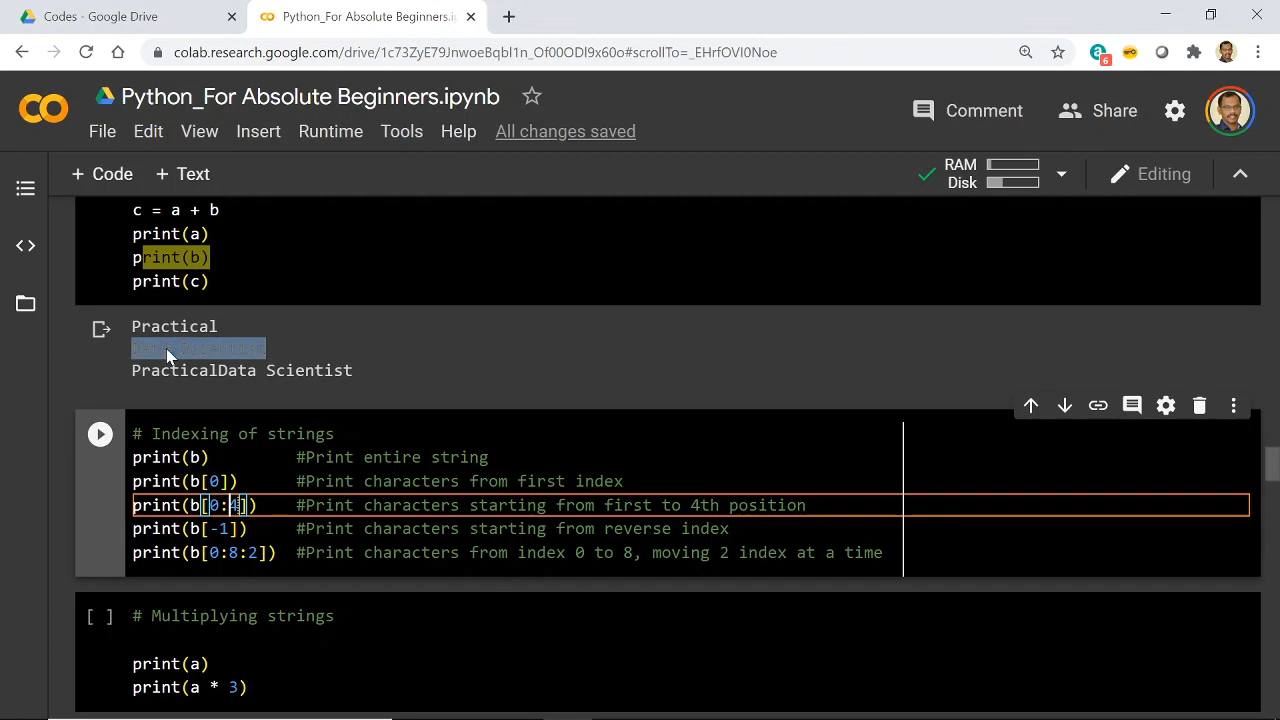 Codes - Google Drive
Python_For Absolute Beginners.i
colab.research.google.com/drive/1c73ZyE79JnwoeBqbl1n_Of00ODl9x60o#scrollTo=_EHrfOVI0Noe
6
Python_For Absolute Beginners.ipynb
Comment
Share
File Edit View Insert Runtime Tools Help All changes saved
+ Code + Text
RAM
Disk
Editing
c = a + b
print(a)
print(b)
print(c)
Practical
Data Scientist
PracticalData Scientist
# Indexing of strings
print(b) #Print entire string
print(b[0]) #Print characters from first index
print(b[0:4]) #Print characters starting from first to 4th position
print(b[-1]) #Print characters starting from reverse index
print(b[0:8:2]) #Print characters from index 0 to 8, moving 2 index at a time
[ ] # Multiplying strings
print(a)
print(a * 3)